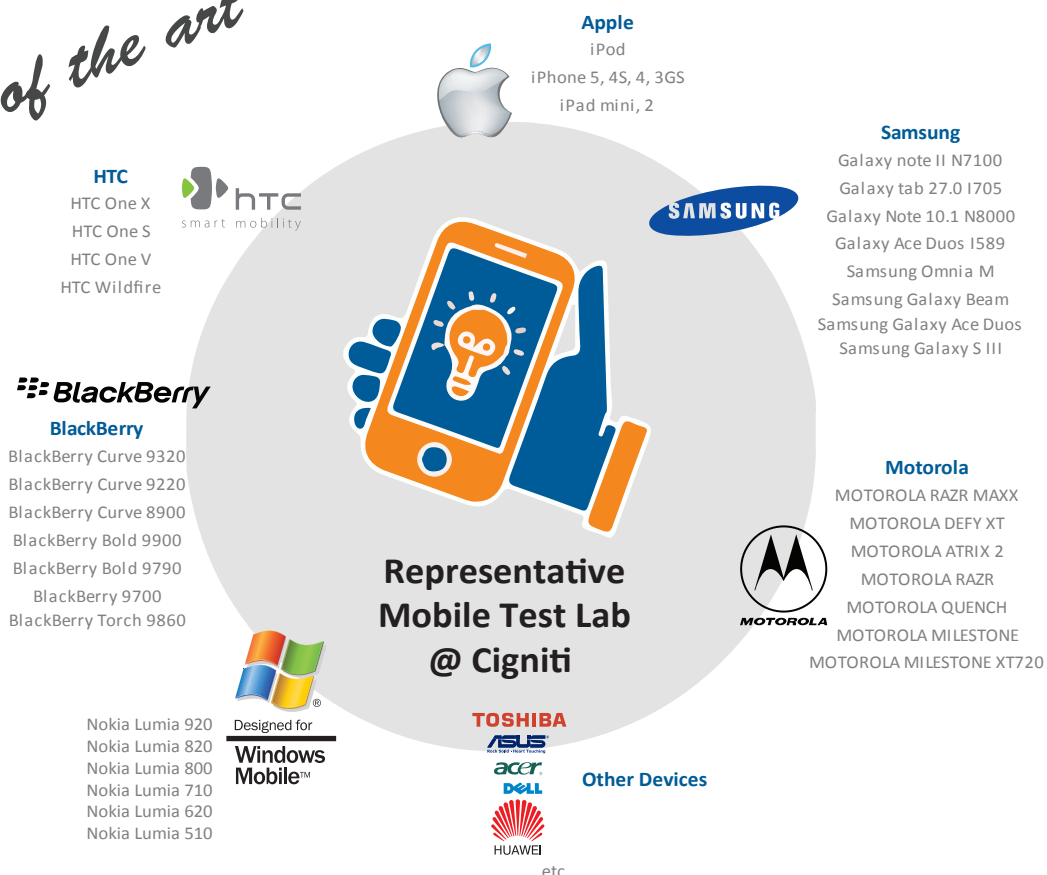 of the art
Apple
iPod
iPhone 5, 4S, 4, 3GS
iPad mini, 2
HTC
HTC One X
HTC One S
HTC One V
HTC Wildfire
hTC
smart mobility
SAMSUNG
Samsung
Galaxy note II N7100
Galaxy tab 27.0 I705
Galaxy Note 10.1 N8000
Galaxy Ace Duos I589
Samsung Omnia M
Samsung Galaxy Beam
Samsung Galaxy Ace Duos
Samsung Galaxy S III
BlackBerry
BlackBerry
BlackBerry Curve 9320
BlackBerry Curve 9220
BlackBerry Curve 8900
BlackBerry Bold 9900
BlackBerry Bold 9790
BlackBerry 9700
BlackBerry Torch 9860
Motorola
MOTOROLA RAZR MAXX
MOTOROLA DEFY XT
MOTOROLA ATRIX 2
MOTOROLA RAZR
MOTOROLA QUENCH
MOTOROLA MILESTONE
MOTOROLA MILESTONE XT720
MOTOROLA
Representative
Mobile Test Lab
@ Cigniti
Nokia Lumia 920
Nokia Lumia 820
Nokia Lumia 800
Nokia Lumia 710
Nokia Lumia 620
Nokia Lumia 510
®
Designed for
Windows
Mobile™
TOSHIBA
ASUS
Rock Solid · Heart Touching
acer
DELL
HUAWEI
Other Devices
etc